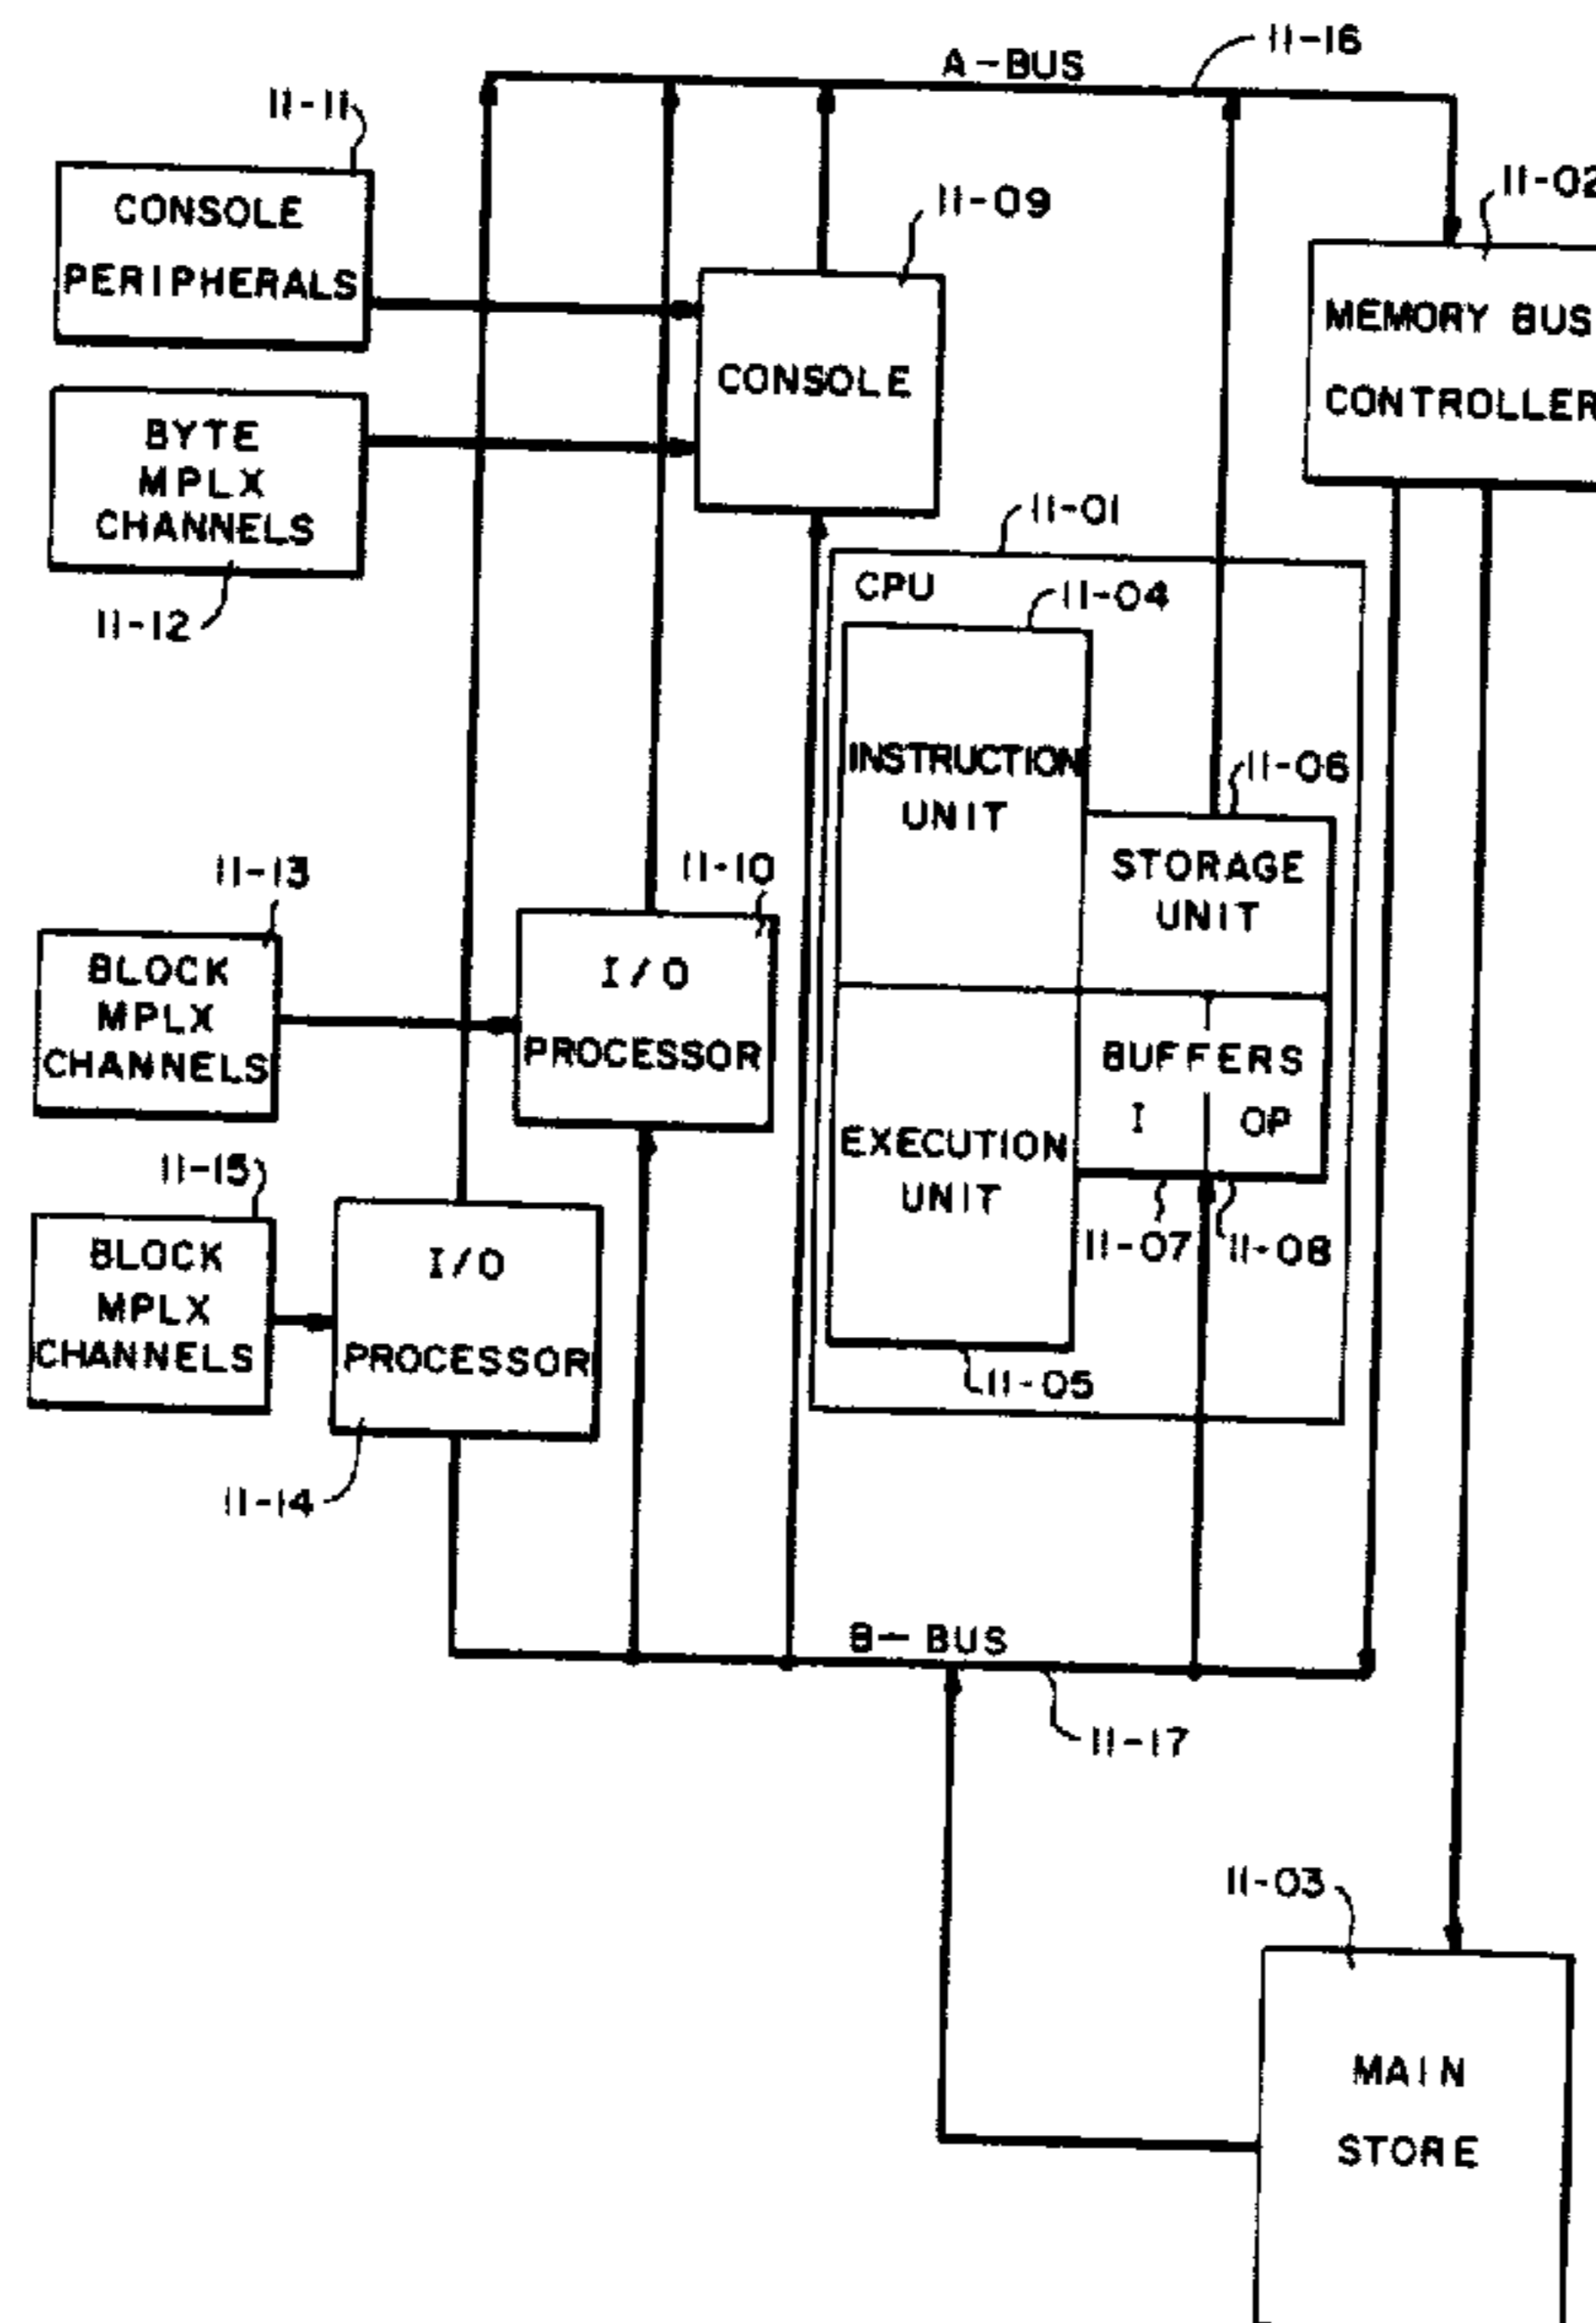 A-BUS
11-16
11-11
11-02
CONSOLE
PERIPHERALS
11-09
MEMORY BUS
CONTROLLER
CONSOLE
BYTE
MPLX
CHANNELS
11-12
11-01
CPU
11-04
INSTRUCTION
UNIT
11-06
STORAGE
UNIT
11-13
11-10
BLOCK
MPLX
CHANNELS
I/O
PROCESSOR
BUFFERS
I
OP
EXECUTION
UNIT
11-15
BLOCK
MPLX
CHANNELS
I/O
PROCESSOR
11-07
11-08
11-05
11-14
B-BUS
11-17
11-03
MAIN
STORE